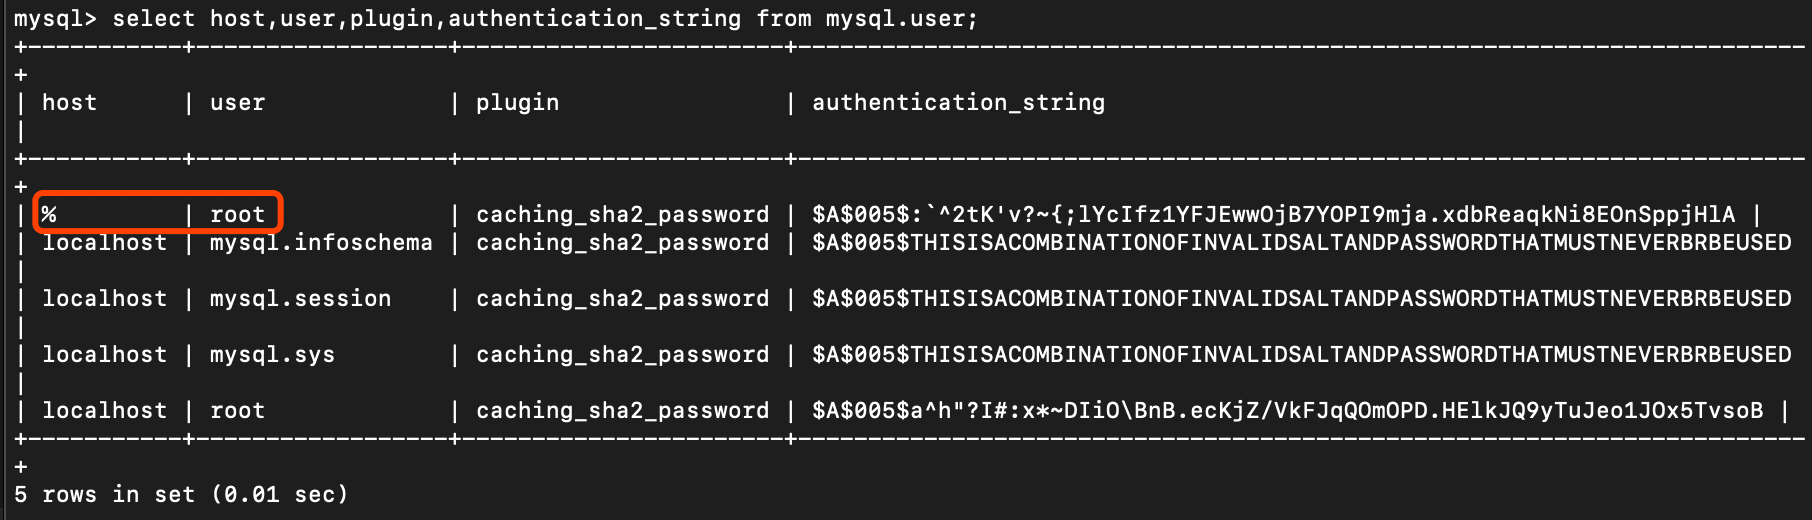 mysql> select host,user,plugin,authentication_string from mysql.user;
+-----------+------------------+-----------------------+------------------------------------------------------------------------
+
| host      | user             | plugin                | authentication_string
|
+-----------+------------------+-----------------------+------------------------------------------------------------------------
+
| %         | root             | caching_sha2_password | $A$005$:`^2tK'v?~{;lYcIfz1YFJEwwOjB7YOPI9mja.xdbReaqkNi8EOnSppjHlA |
| localhost | mysql.infoschema | caching_sha2_password | $A$005$THISISACOMBINATIONOFINVALIDSALTANDPASSWORDTHATMUSTNEVERBRBEUSED
|
| localhost | mysql.session    | caching_sha2_password | $A$005$THISISACOMBINATIONOFINVALIDSALTANDPASSWORDTHATMUSTNEVERBRBEUSED
|
| localhost | mysql.sys        | caching_sha2_password | $A$005$THISISACOMBINATIONOFINVALIDSALTANDPASSWORDTHATMUSTNEVERBRBEUSED
|
| localhost | root             | caching_sha2_password | $A$005$a^h"?I#:x*~DIiO\BnB.ecKjZ/VkFJqQOmOPD.HElkJQ9yTuJeo1JOx5TvsoB |
+-----------+------------------+-----------------------+------------------------------------------------------------------------
+
5 rows in set (0.01 sec)